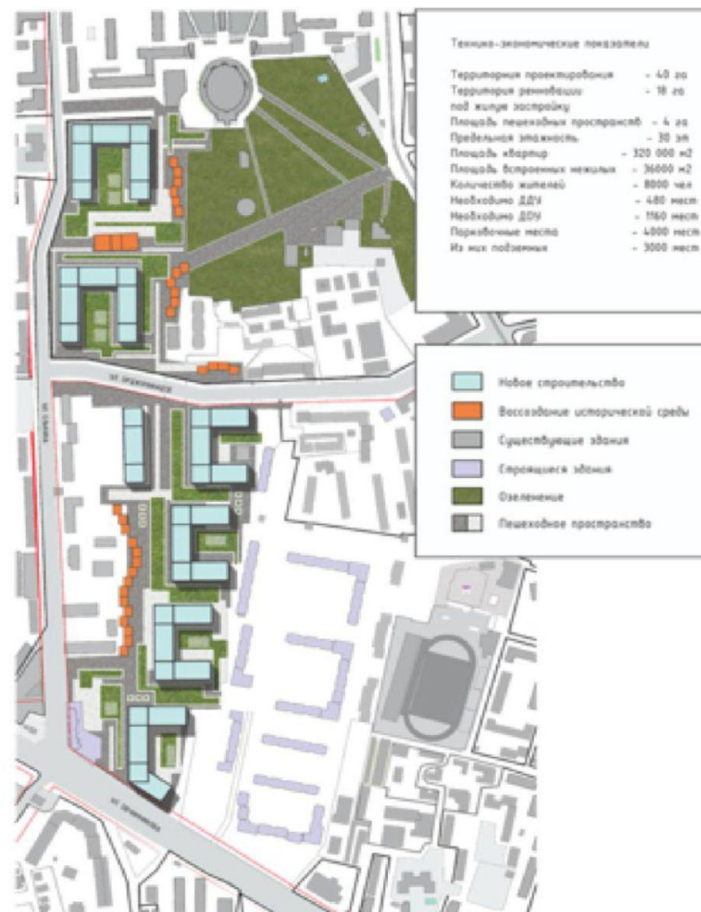 Технико-экономические показатели
Территория проектирования - 40 га
Территория ренновации - 18 га
под жилую застройку
Площадь пешеходных пространств - 4 га
Предельная этажность - 30 эт
Площадь квартир - 320 000 м2
Площадь встроенных нежилых - 36000 м2
Количество жителей - 8000 чел
Необходимо ДДУ - 480 мест
Необходимо ДОУ - 1160 мест
Парковочные места - 4000 мест
Из них подземных - 3000 мест
Новое строительство
Воссоздание исторической среды
Существующие здания
Строящиеся здания
Озеленение
Пешеходное пространство